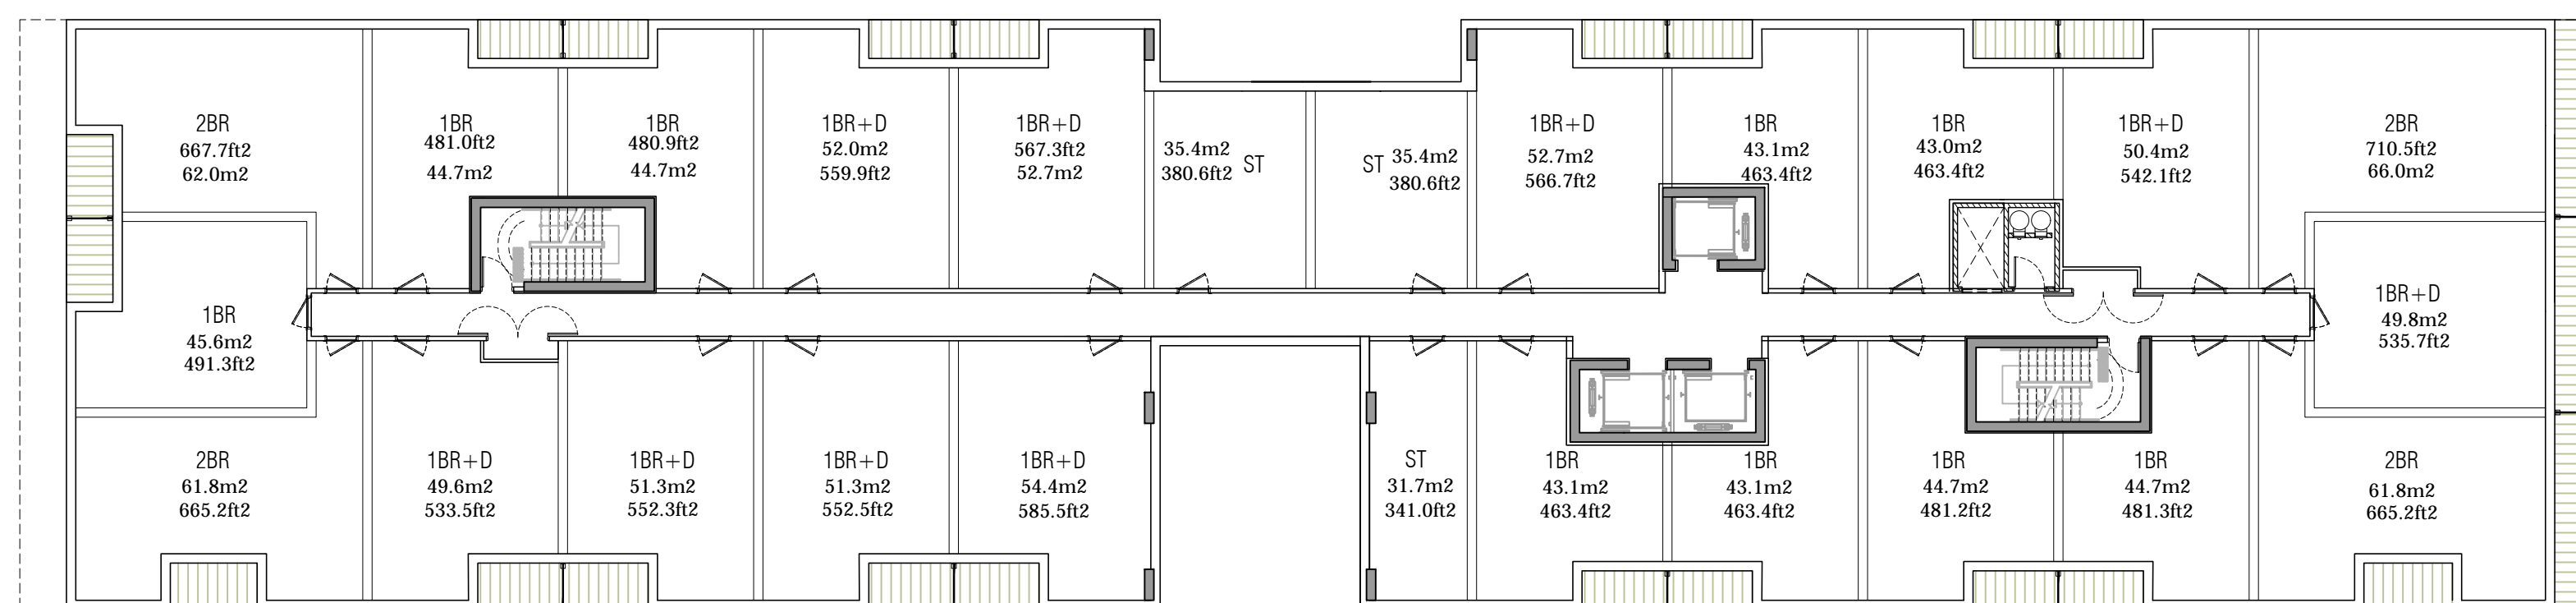 2BR
667.7ft2
62.0m2
1BR
481.0ft2
44.7m2
1BR
480.9ft2
44.7m2
1BR+D
52.0m2
559.9ft2
1BR+D
567.3ft2
52.7m2
35.4m2
380.6ft2
ST
ST
35.4m2
380.6ft2
1BR+D
52.7m2
566.7ft2
1BR
43.1m2
463.4ft2
1BR
43.0m2
463.4ft2
1BR+D
50.4m2
542.1ft2
2BR
710.5ft2
66.0m2
1BR
45.6m2
491.3ft2
1BR+D
49.8m2
535.7ft2
2BR
61.8m2
665.2ft2
1BR+D
49.6m2
533.5ft2
1BR+D
51.3m2
552.3ft2
1BR+D
51.3m2
552.5ft2
1BR+D
54.4m2
585.5ft2
ST
31.7m2
341.0ft2
1BR
43.1m2
463.4ft2
1BR
43.1m2
463.4ft2
1BR
44.7m2
481.2ft2
1BR
44.7m2
481.3ft2
2BR
61.8m2
665.2ft2